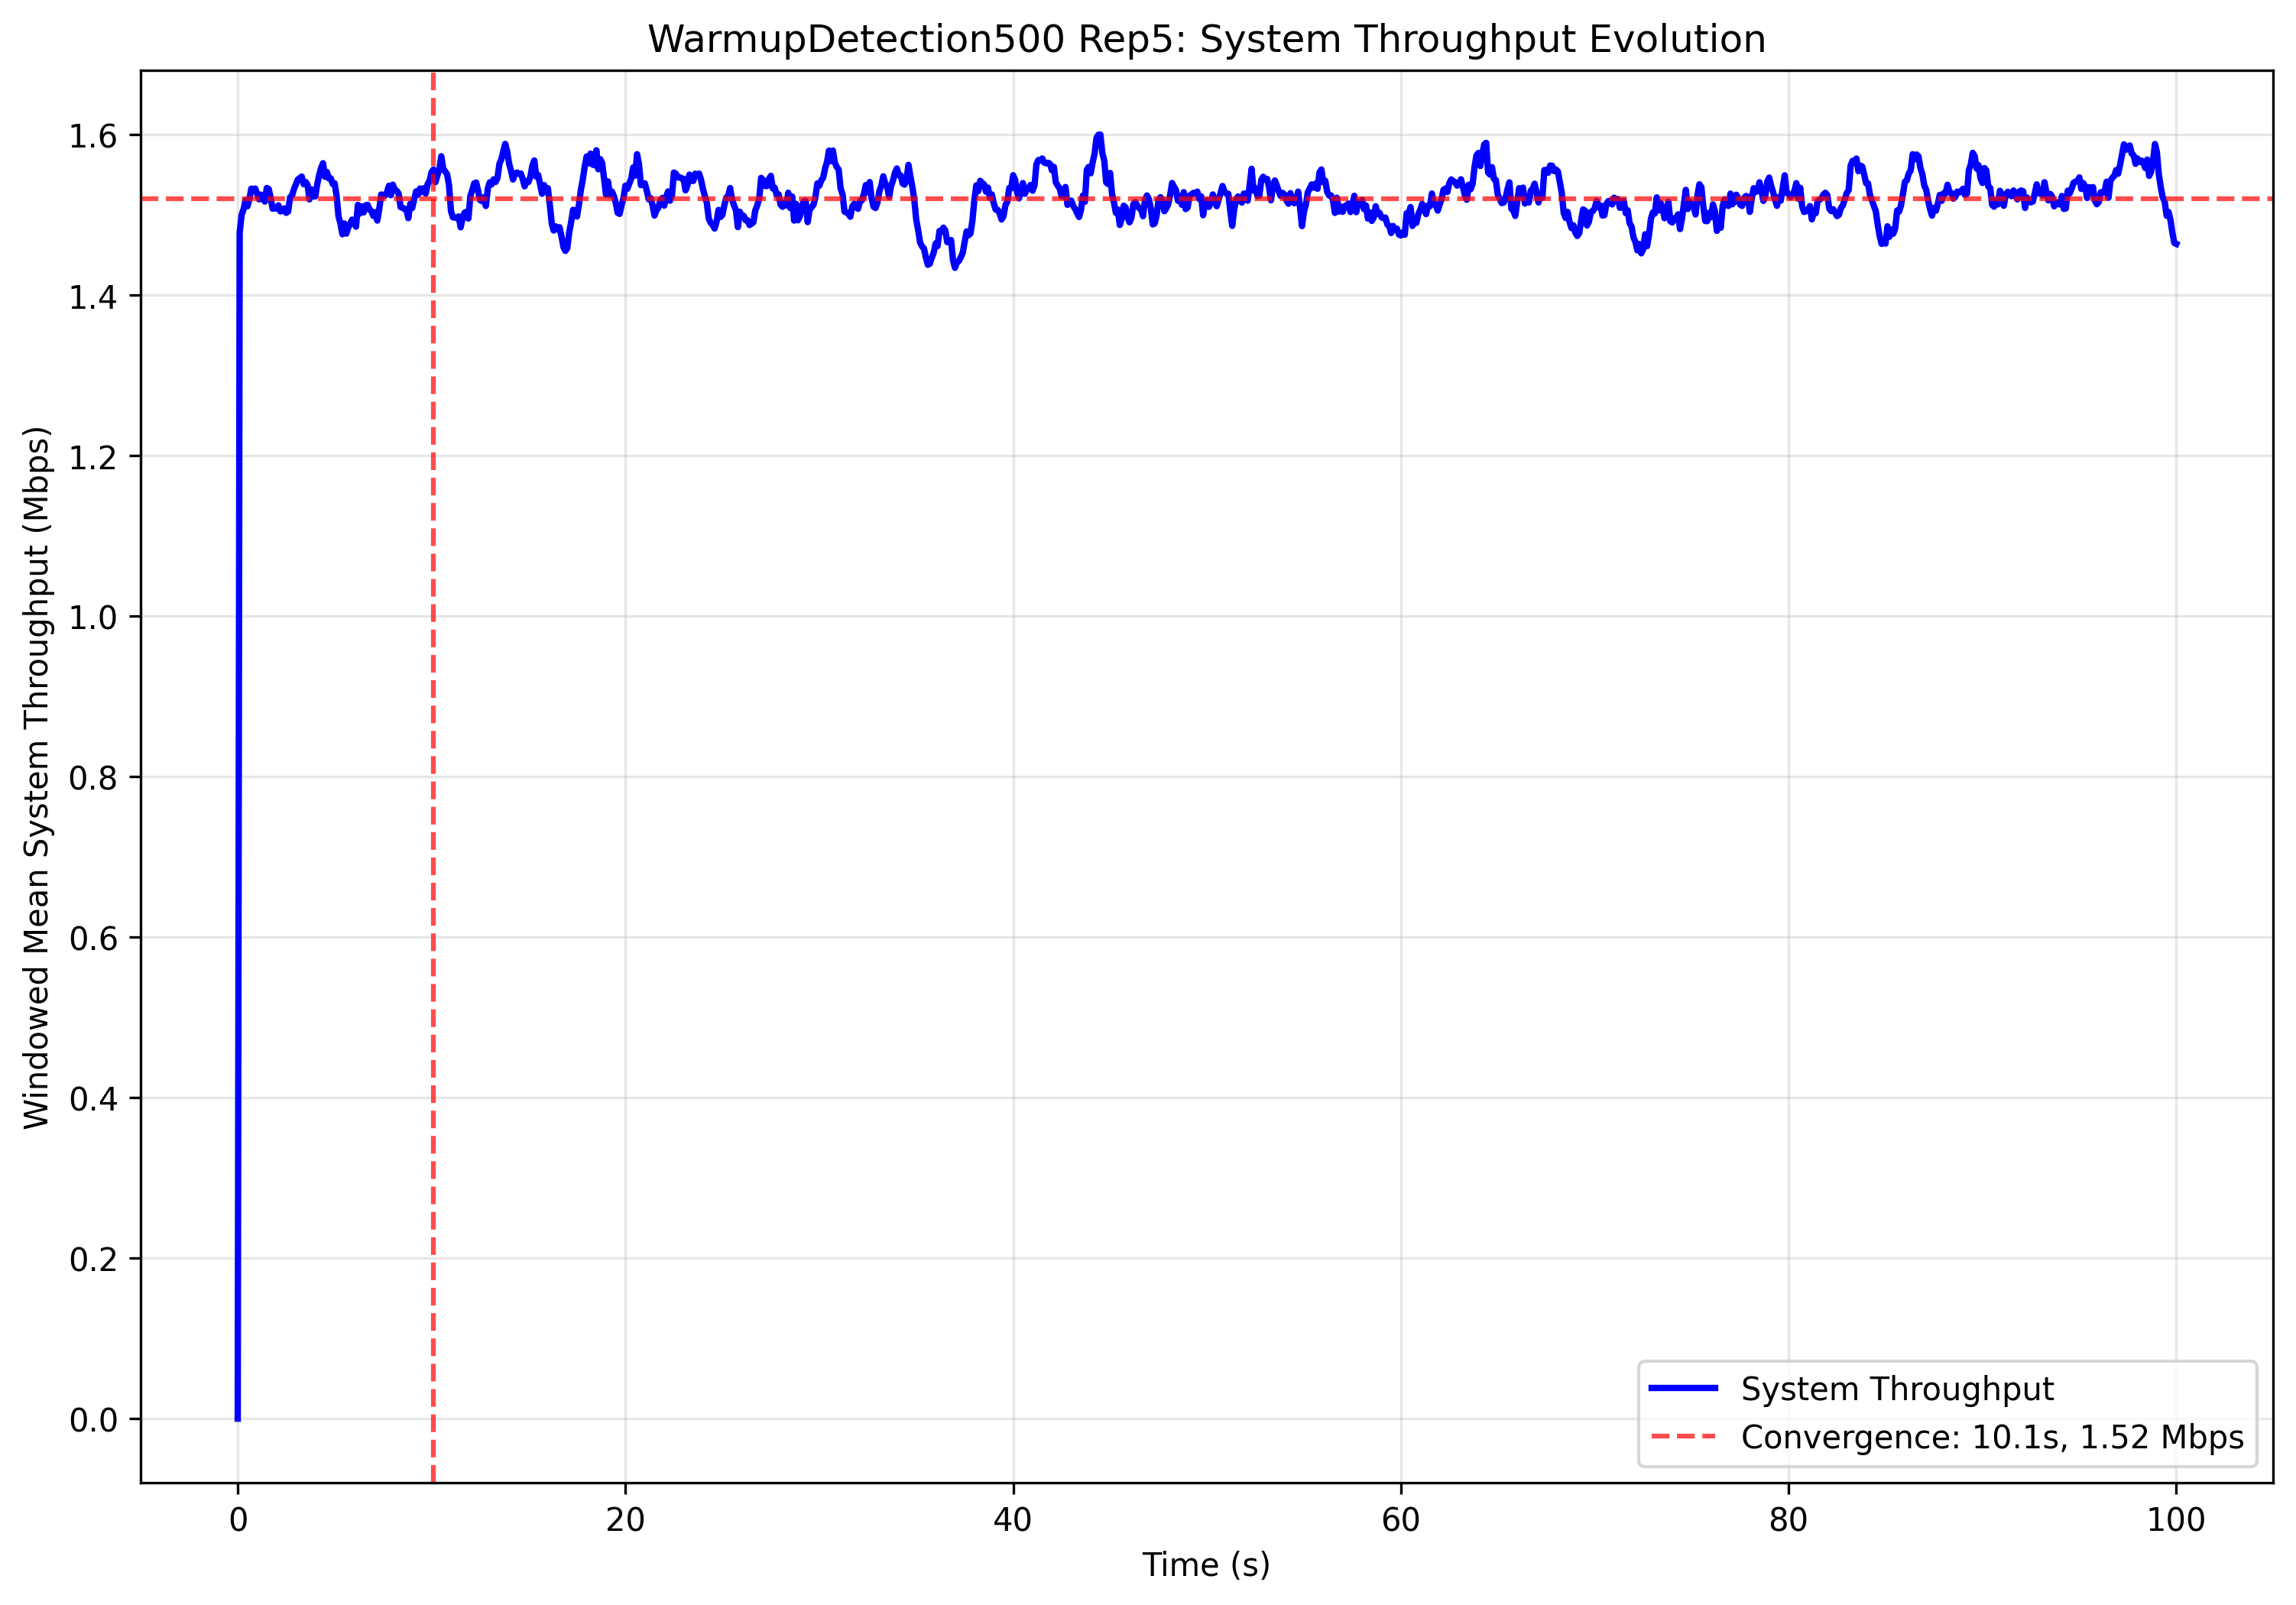 WarmupDetection500 Rep5: System Throughput Evolution
Windowed Mean System Throughput (Mbps)
1.6
1.4
1.2
1.0
0.8
0.6
0.4
0.2
0.0
System Throughput
Convergence: 10.1s, 1.52 Mbps
0 20 40 60 80 100
Time (s)